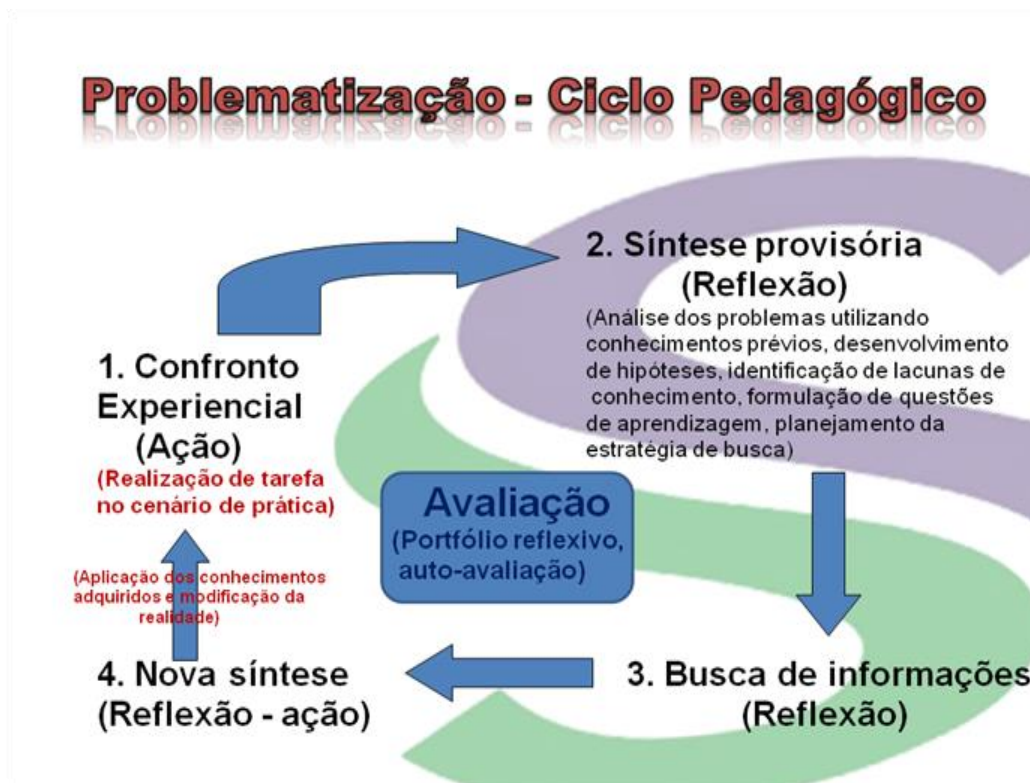 Problematização - Ciclo Pedagógico
1. Confronto
Experiencial
(Ação)
(Realização de tarefa
no cenário de prática)
2. Síntese provisória
(Reflexão)
(Análise dos problemas utilizando
conhecimentos prévios, desenvolvimento
de hipóteses, identificação de lacunas de
conhecimento, formulação de questões
de aprendizagem, planejamento da
estratégia de busca)
Avaliação
(Portfólio reflexivo,
auto-avaliação)
(Aplicação dos conhecimentos
adquiridos e modificação da
realidade)
4. Nova síntese
(Reflexão - ação)
3. Busca de informações
(Reflexão)